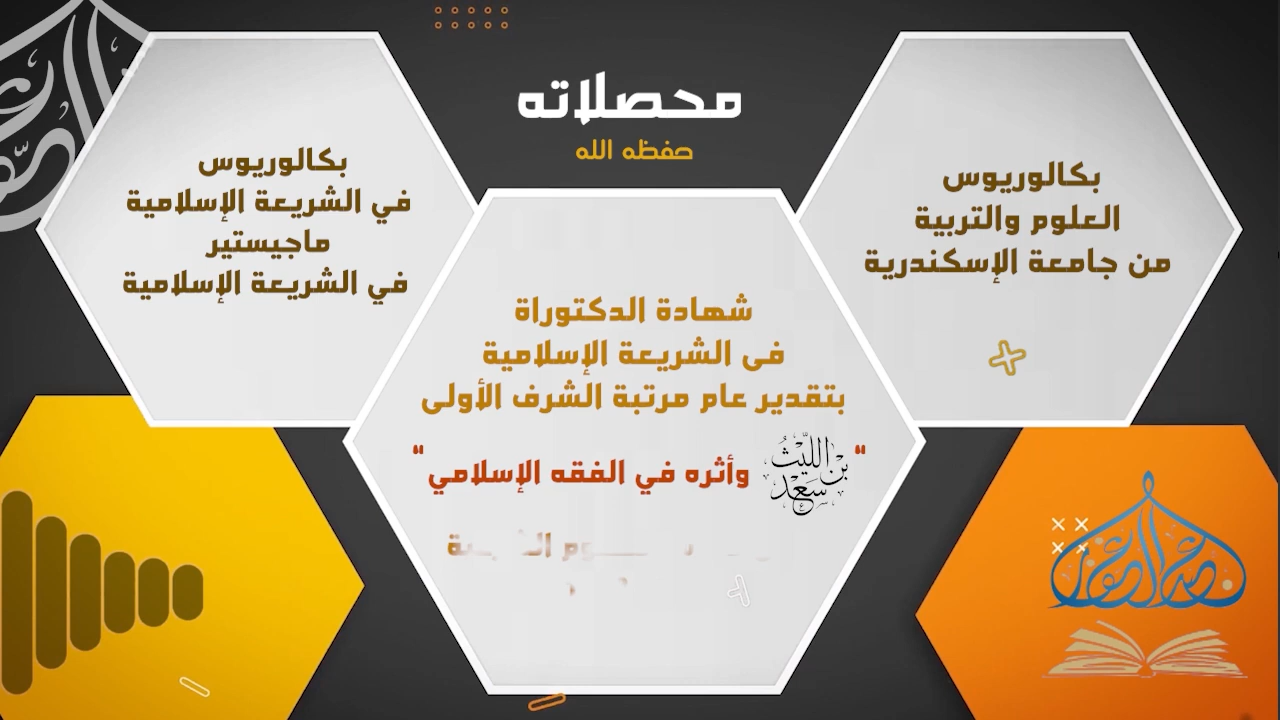 محصلاته
حفظه الله
بكالوريوس
العلوم والتربية
من جامعة الإسكندرية
بكالوريوس
في الشريعة الإسلامية
ماجيستير
في الشريعة الإسلامية
شهادة الدكتوراة
فى الشريعة الإسلامية
بتقدير عام مرتبة الشرف الأولى
"الليث بن سعد وأثره في الفقه الإسلامي"